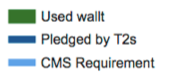 Used wallt
Pledged by T2s
CMS Requirement